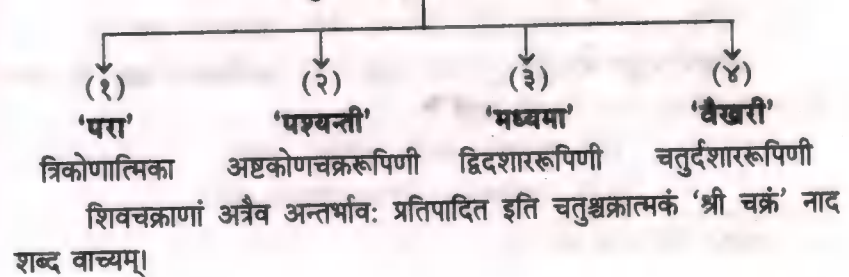 (१) (२) (३) (४)
‘परा’ ‘पश्यन्ती’ ‘मध्यमा’ ‘वैखरी’
त्रिकोणात्मिका अष्टकोणचक्ररूपिणी द्विदशाररूपिणी चतुर्दशाररूपिणी
शिवचक्राणां अत्रैव अन्तर्भावः प्रतिपादित इति चतुश्चक्रात्मकं ‘श्री चक्रं’ नाद
शब्द वाच्यम्।